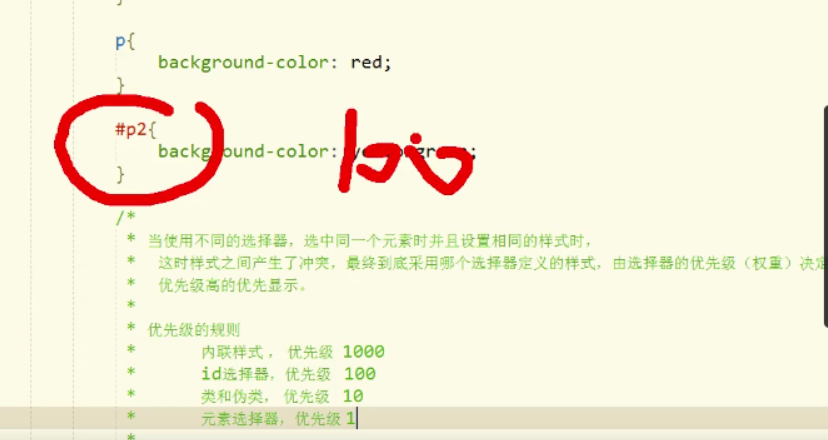 }
p{
background-color: red;
}
#p2{
background-color: ye
}
/*
* 当使用不同的选择器，选中同一个元素时并且设置相同的样式时，
* 这时样式之间产生了冲突，最终到底采用哪个选择器定义的样式，由选择器的优先级（权重）决定
* 优先级高的优先显示。
*
* 优先级的规则
* 内联样式 ， 优先级 1000
* id选择器，优先级 100
* 类和伪类， 优先级 10
* 元素选择器，优先级 1
*
100